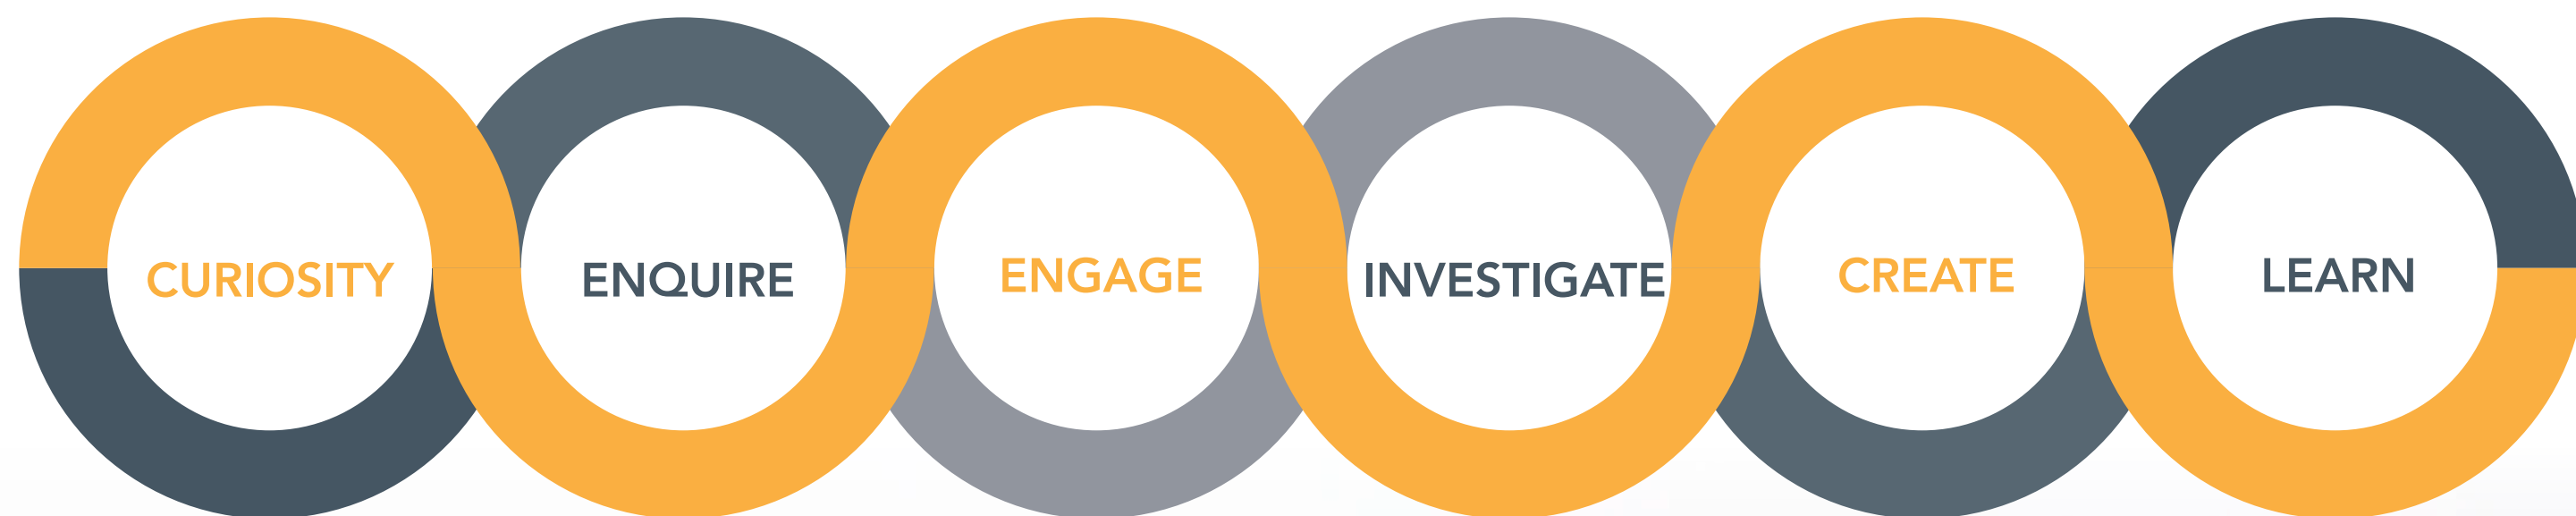 CURIOSITY
ENQUIRE
ENGAGE
INVESTIGATE
CREATE
LEARN